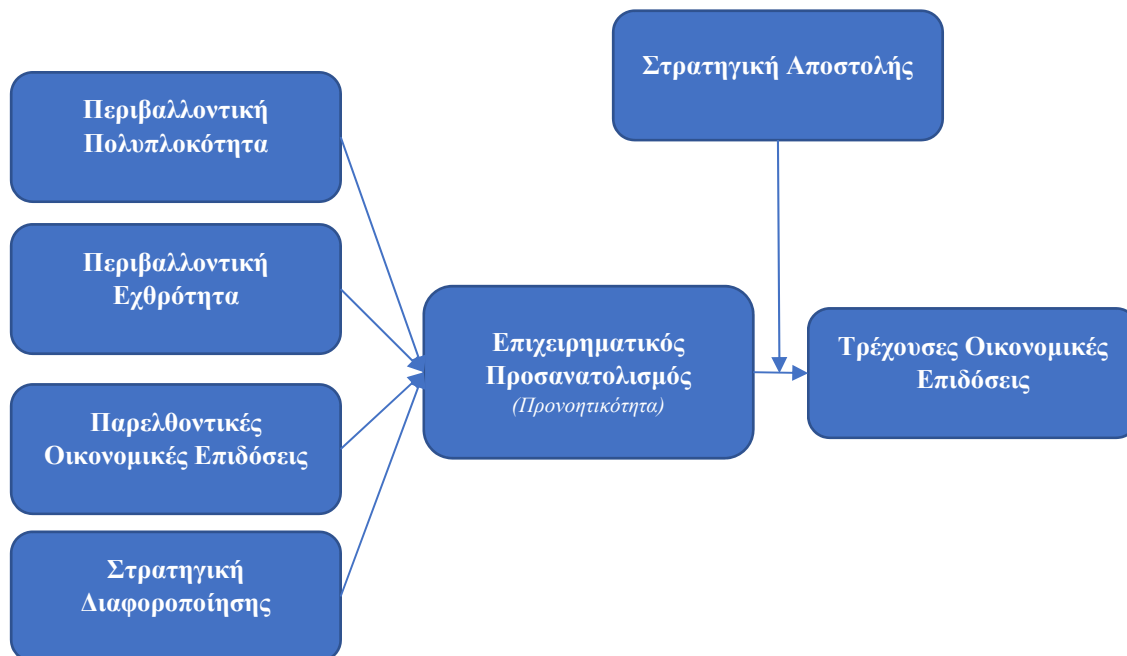 Στρατηγική Αποστολής
Περιβαλλοντική
Πολυπλοκότητα
Περιβαλλοντική
Εχθρότητα
Επιχειρηματικός
Προσανατολισμός
(Προνοητικότητα)
Τρέχουσες Οικονομικές
Επιδόσεις
Παρελθοντικές
Οικονομικές Επιδόσεις
Στρατηγική
Διαφοροποίησης